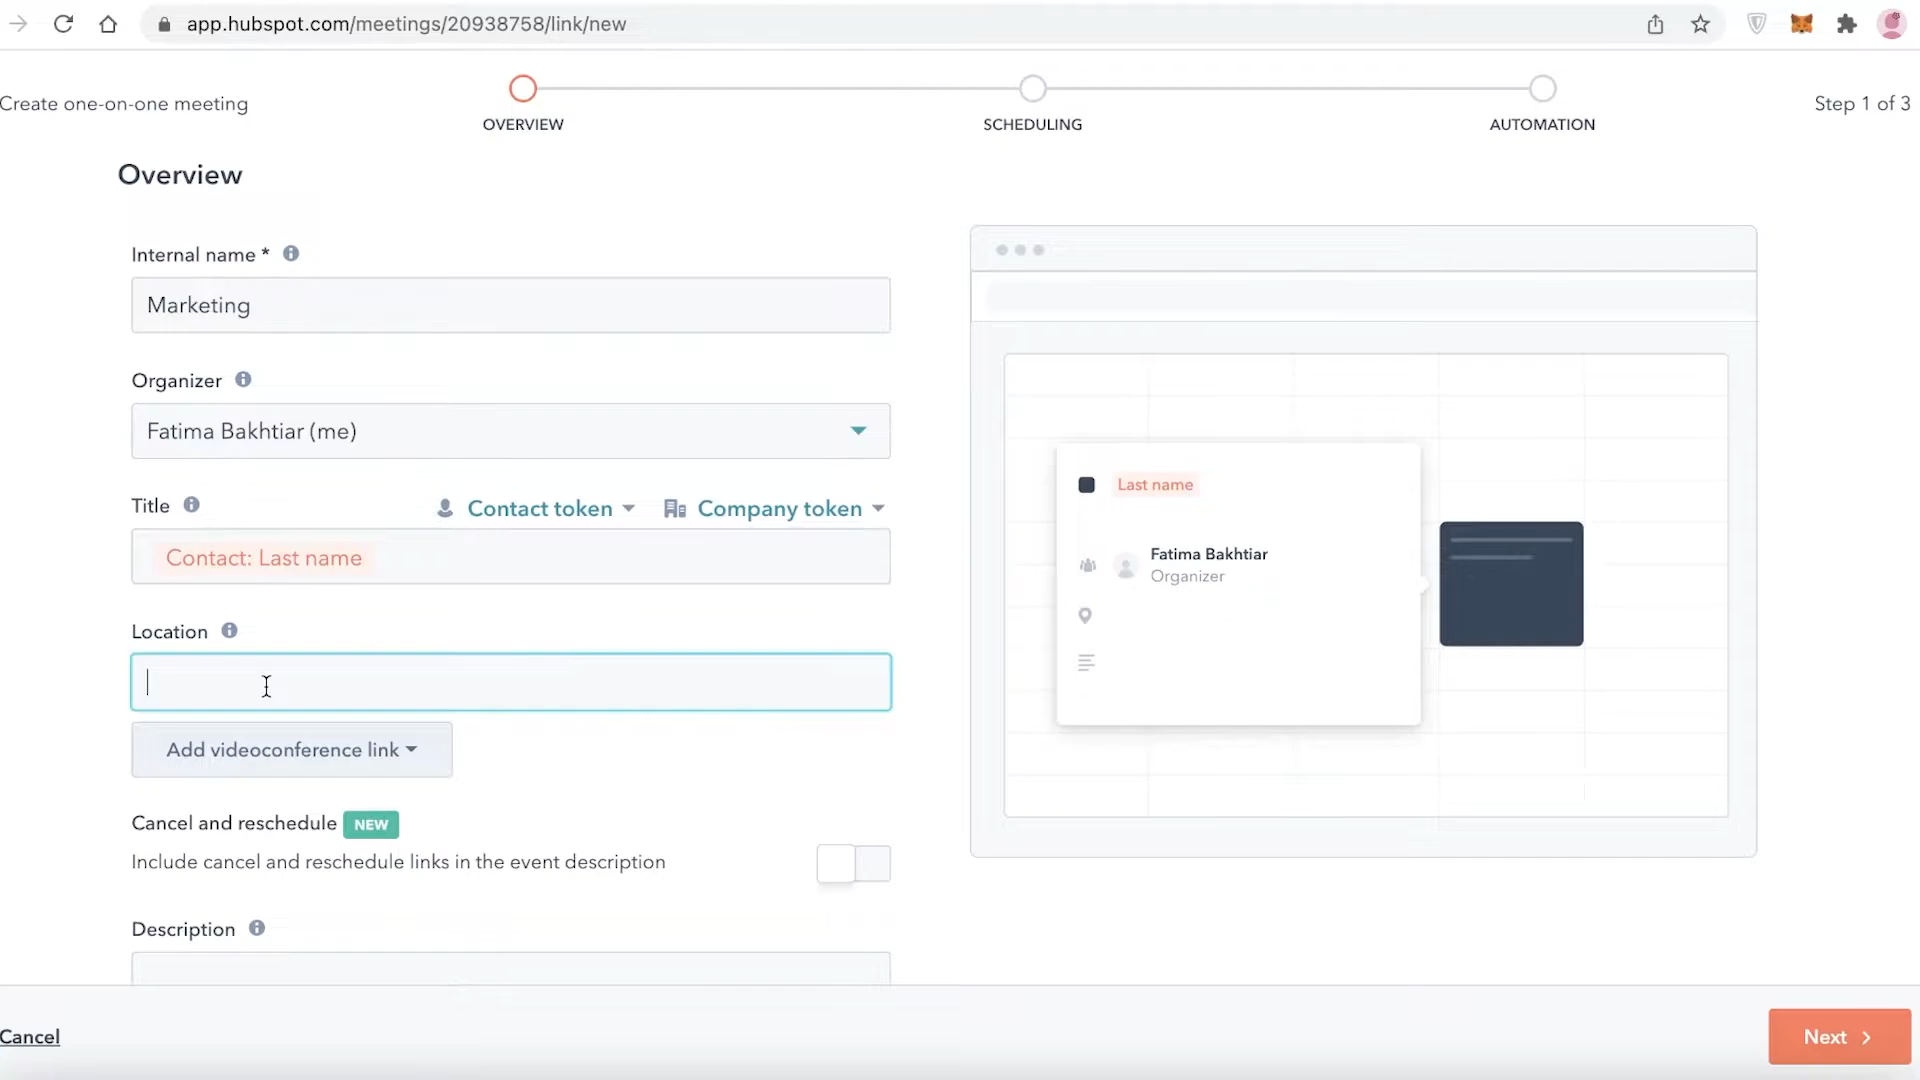 app.hubspot.com/meetings/20938758/link/new
Create one-on-one meeting
OVERVIEW
SCHEDULING
AUTOMATION
Step 1 of 3
Overview
Internal name *
Marketing
Organizer
Fatima Bakhtiar (me)
Title
Contact token
Company token
Contact: Last name
Location
Add videoconference link
Cancel and reschedule NEW
Include cancel and reschedule links in the event description
Description
Last name
Fatima Bakhtiar
Organizer
Cancel
Next